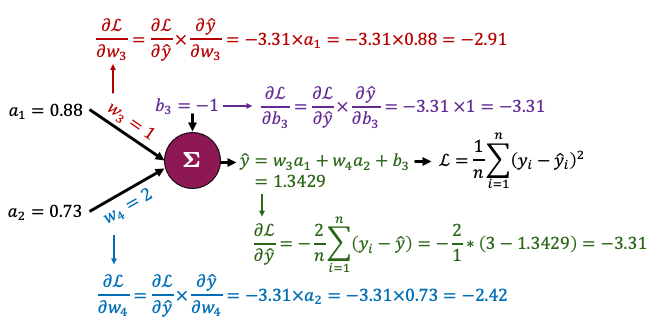 ∂ℒ/∂w₃ = ∂ℒ/∂ŷ × ∂ŷ/∂w₃ = −3.31×a₁ = −3.31×0.88 = −2.91
a₁ = 0.88
w₃ = 1
b₃ = −1
∂ℒ/∂b₃ = ∂ℒ/∂ŷ × ∂ŷ/∂b₃ = −3.31 ×1 = −3.31
Σ
ŷ = w₃a₁ + w₄a₂ + b₃
= 1.3429
ℒ = 1/n ∑ᵢ₌₁ⁿ (yᵢ − ŷᵢ)²
a₂ = 0.73
w₄ = 2
∂ℒ/∂ŷ = −2/n ∑ᵢ₌₁ⁿ (yᵢ − ŷ) = −2/1 ∗ (3 − 1.3429) = −3.31
∂ℒ/∂w₄ = ∂ℒ/∂ŷ × ∂ŷ/∂w₄ = −3.31×a₂ = −3.31×0.73 = −2.42